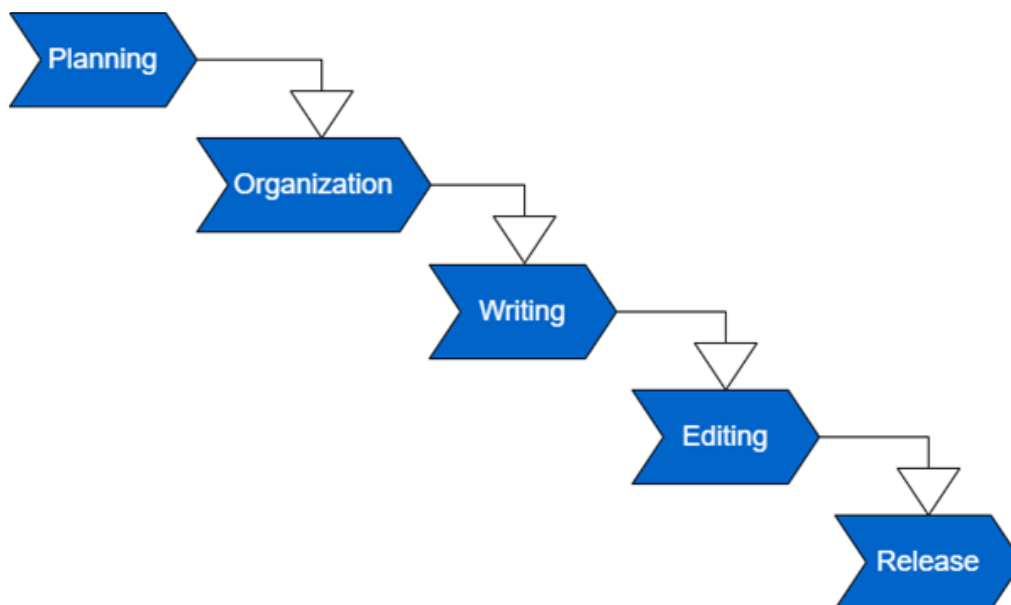 Planning
Organization
Writing
Editing
Release